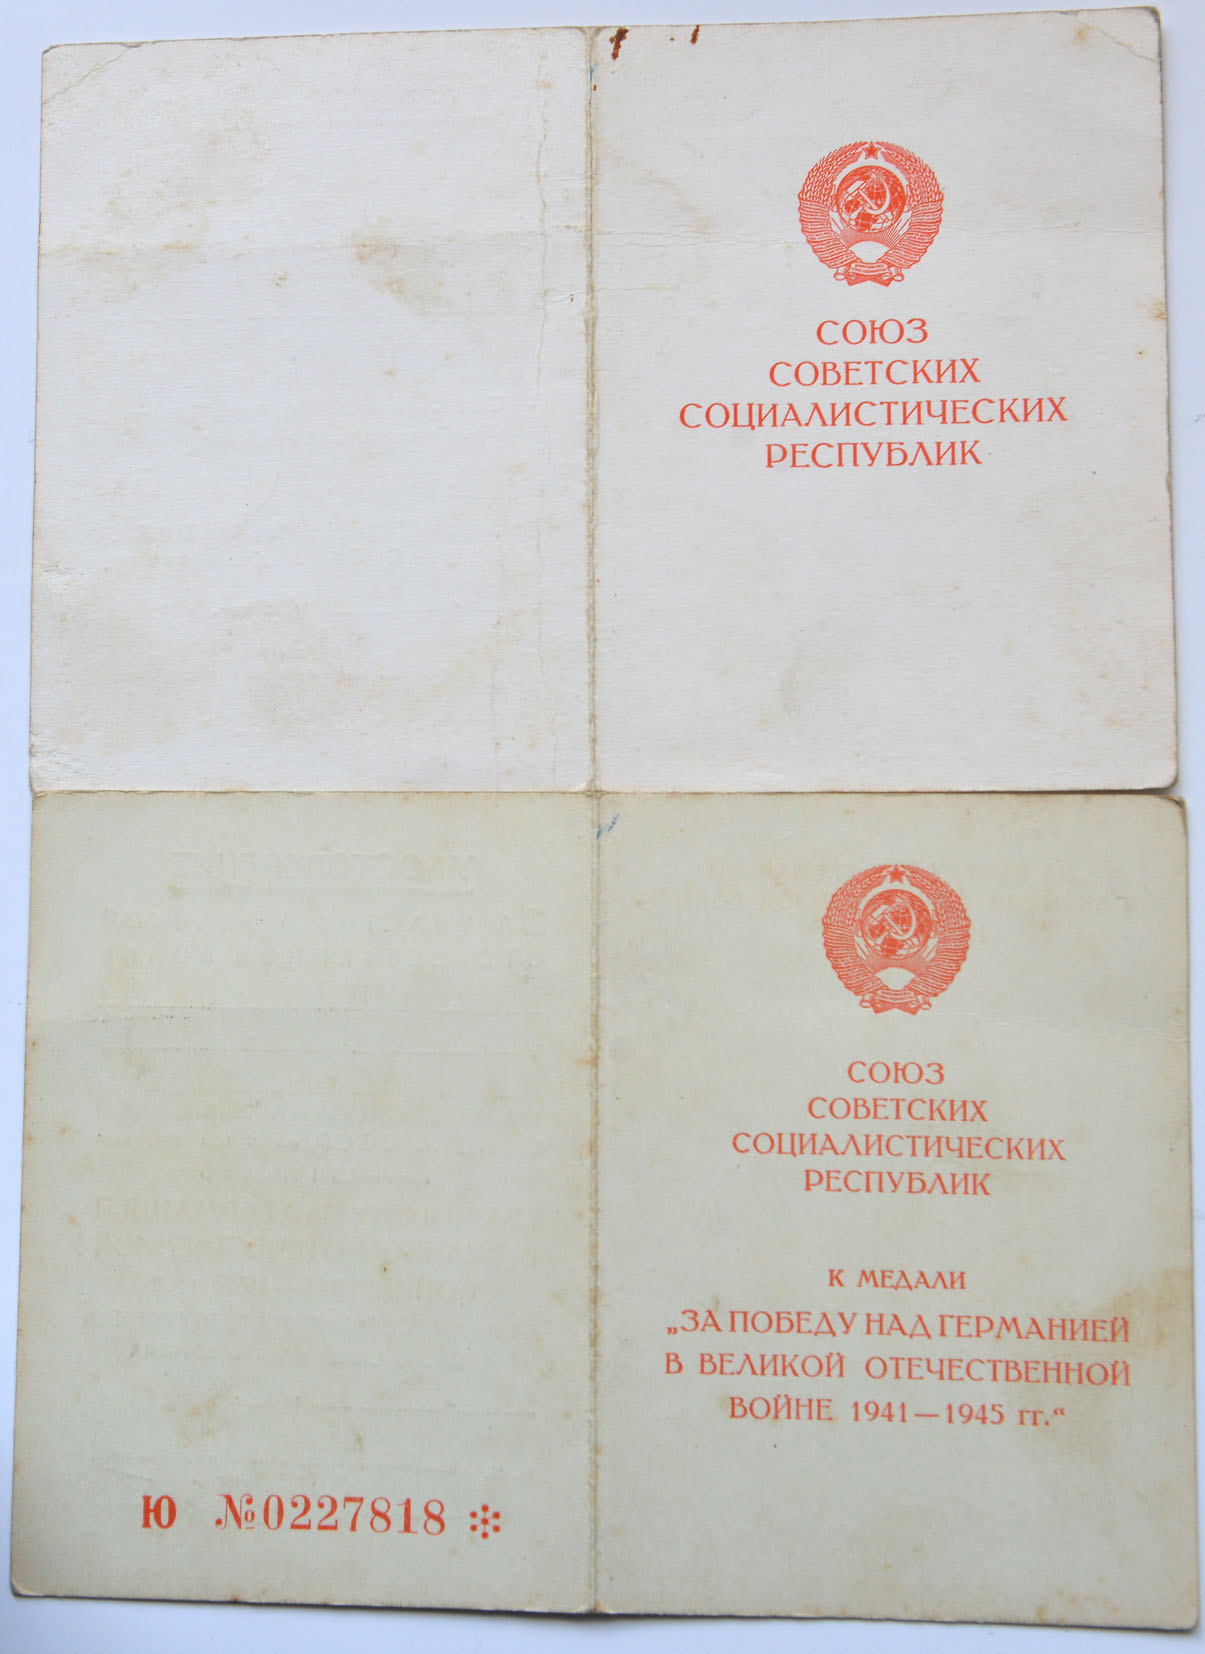 СОЮЗ
СОВЕТСКИХ
СОЦИАЛИСТИЧЕСКИХ
РЕСПУБЛИК
СОЮЗ
СОВЕТСКИХ
СОЦИАЛИСТИЧЕСКИХ
РЕСПУБЛИК
К МЕДАЛИ
„ЗА ПОБЕДУ НАД ГЕРМАНИЕЙ
В ВЕЛИКОЙ ОТЕЧЕСТВЕННОЙ
ВОЙНЕ 1941—1945 гг.“
Ю №0227818